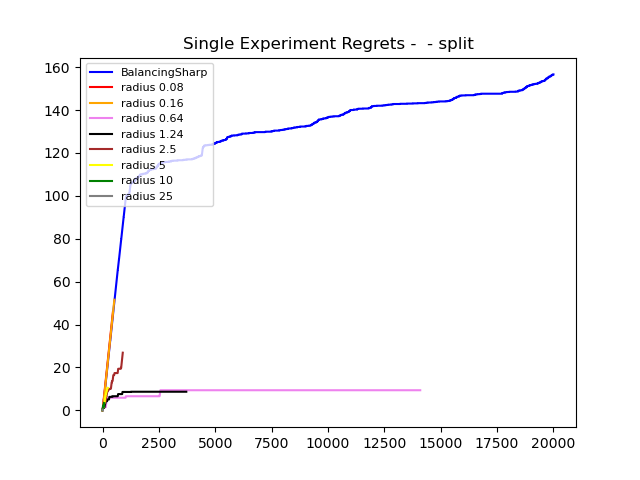 Single Experiment Regrets -  - split
160
140
120
100
80
60
40
20
0
BalancingSharp
radius 0.08
radius 0.16
radius 0.64
radius 1.24
radius 2.5
radius 5
radius 10
radius 25
0 2500 5000 7500 10000 12500 15000 17500 20000